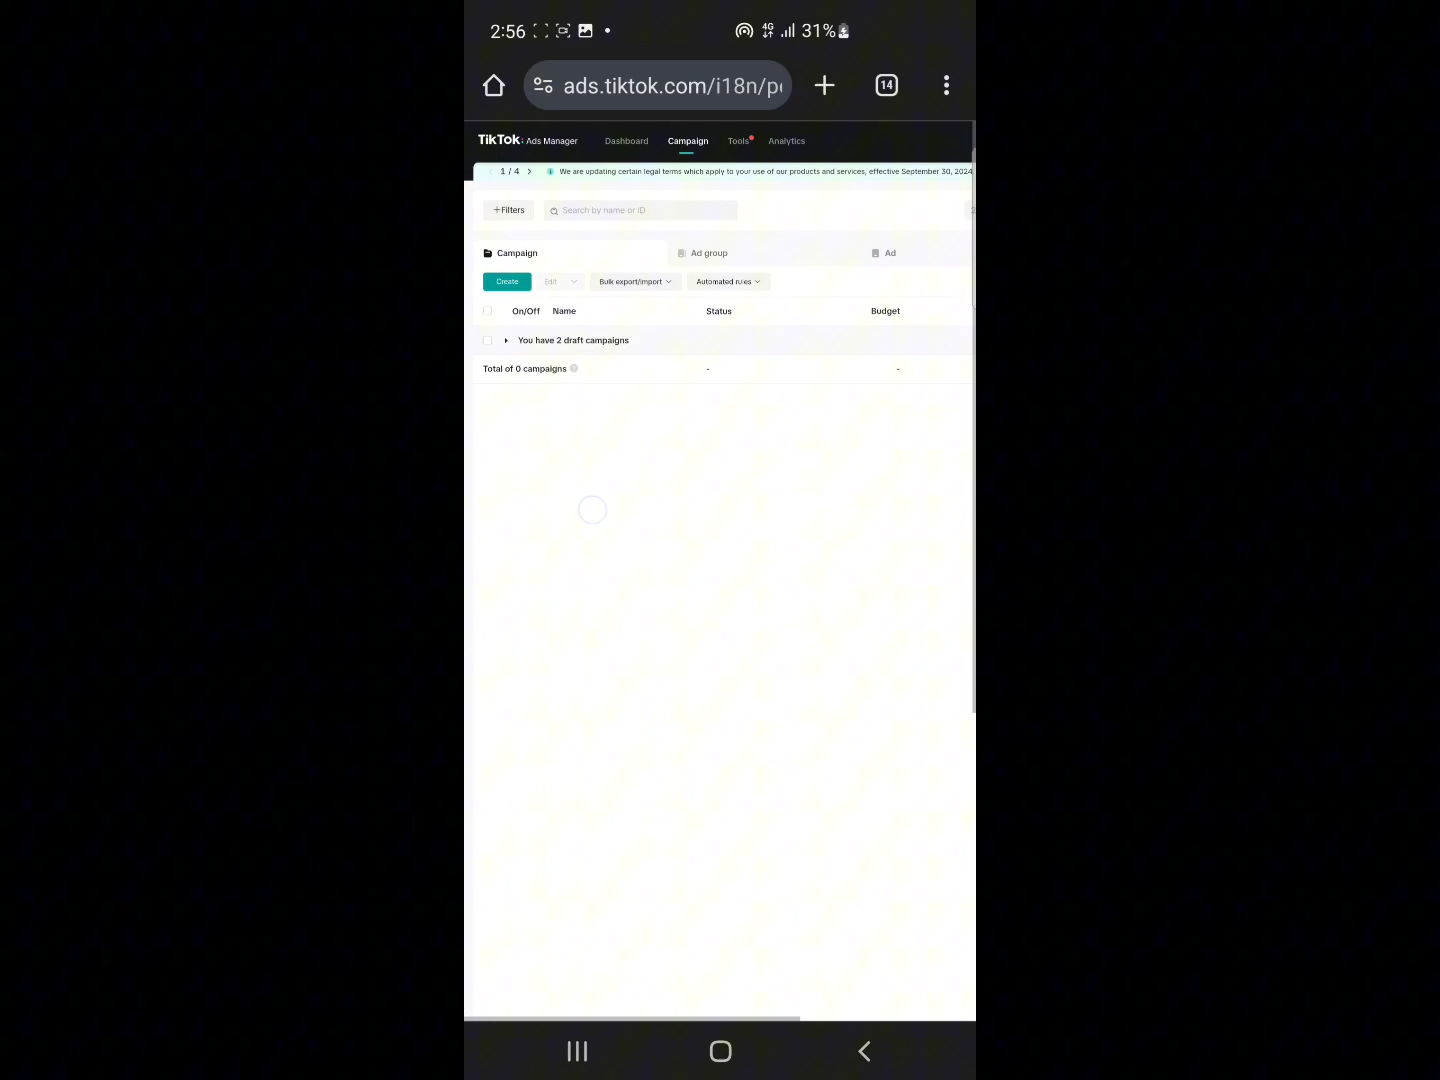 2:56
4G
31%
ads.tiktok.com/i18n/p
14
TikTok: Ads Manager
Dashboard
Campaign
Tools
Analytics
1 / 4
We are updating certain legal terms which apply to your use of our products and services, effective September 30, 2024
+Filters
Search by name or ID
2
Campaign
Ad group
Ad
Create
Edit
Bulk export/import
Automated rules
On/Off
Name
Status
Budget
You have 2 draft campaigns
Total of 0 campaigns
-
-